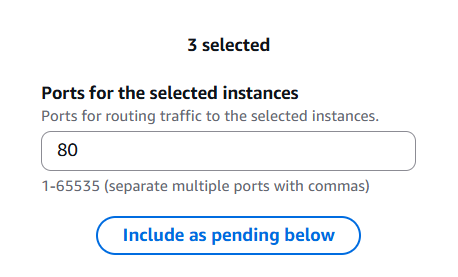 3 selected
Ports for the selected instances
Ports for routing traffic to the selected instances.
80
1-65535 (separate multiple ports with commas)
Include as pending below